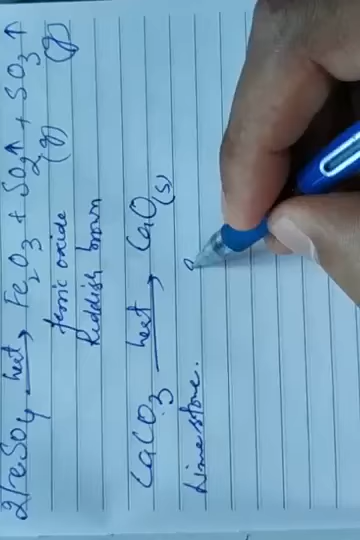 2FeSO4 heat→ Fe2O3 + SO2↑ + SO3↑
ferric oxide (g) (g)
Reddish brown
CaCO3 heat→ CaO(s)
Limestone.